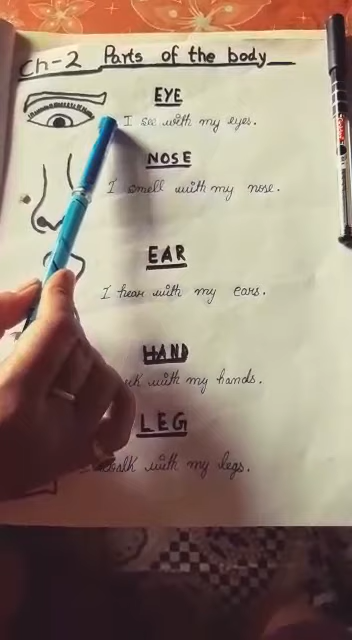 Ch-2 Parts of the body
EYE
I see with my eyes.
NOSE
I smell with my nose.
EAR
I hear with my ears.
HAND
with my hands.
LEG
walk with my legs.